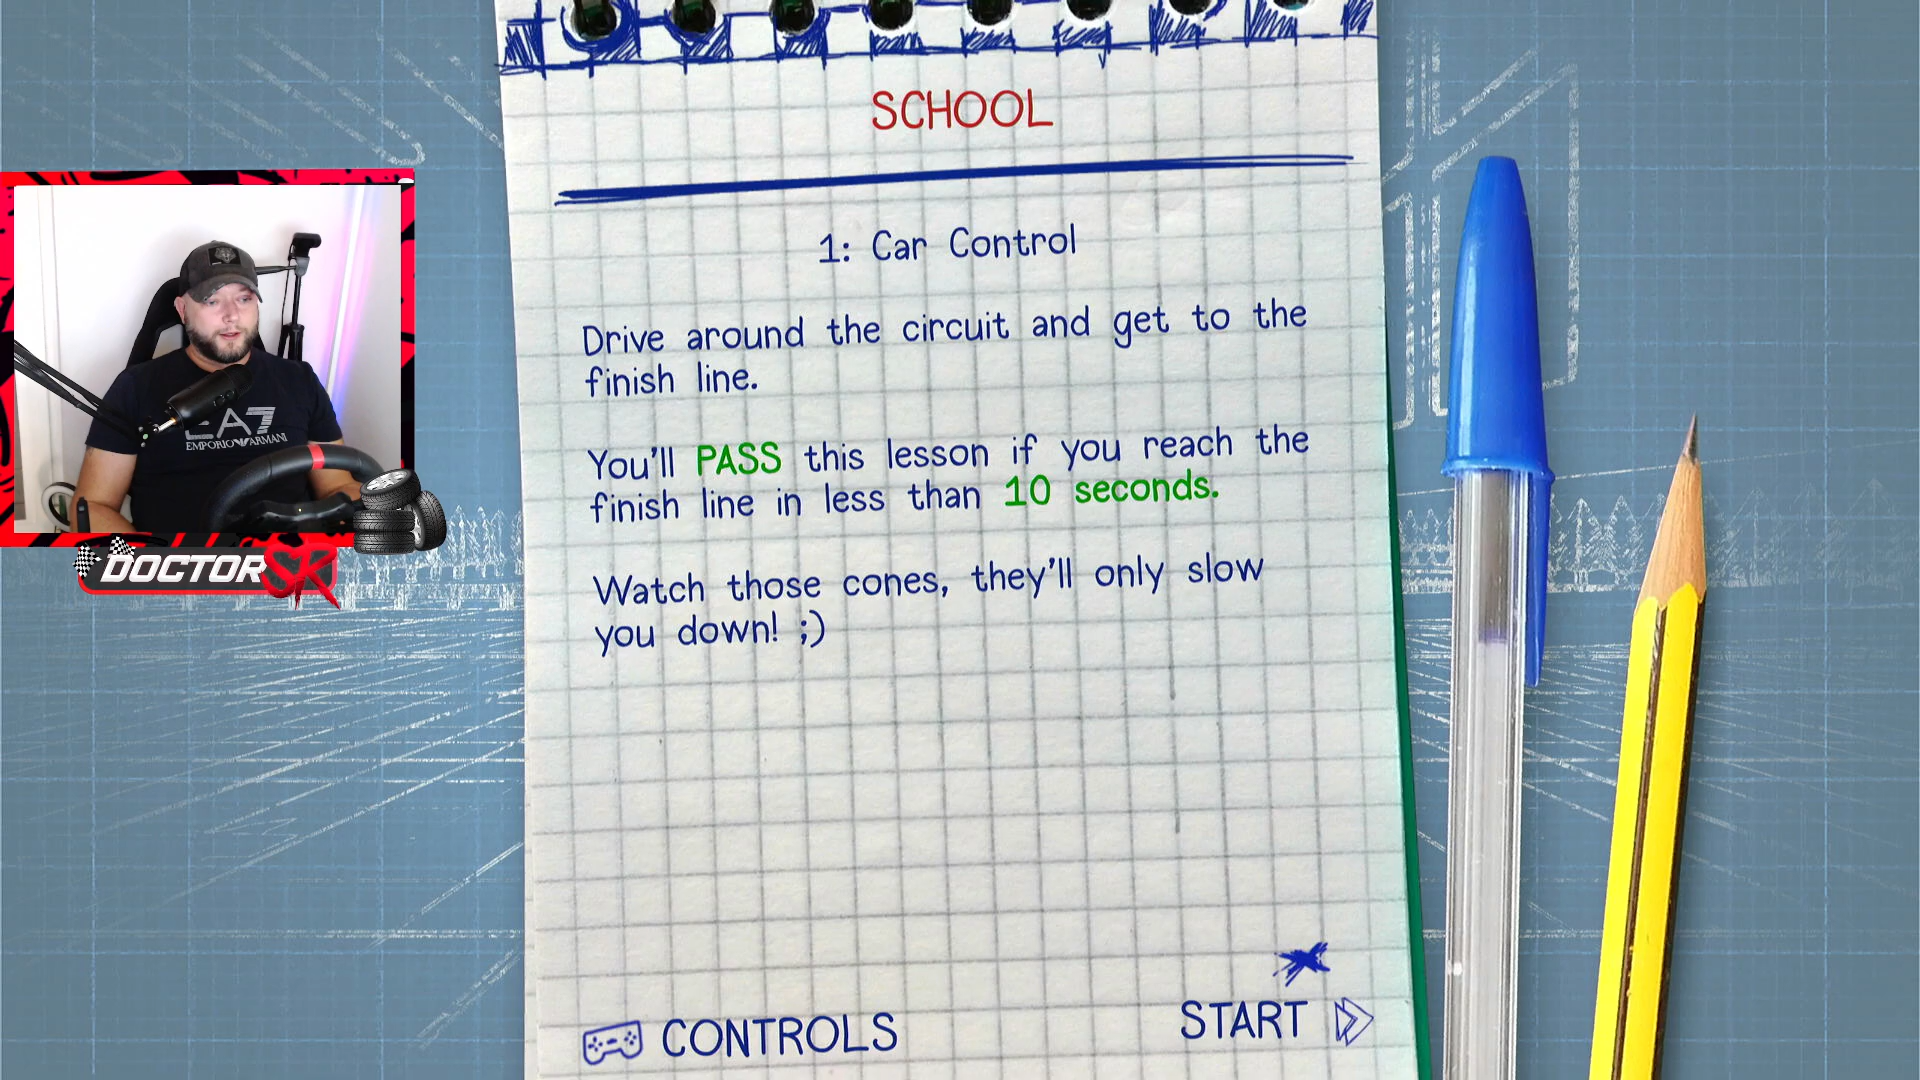 SCHOOL
1: Car Control
Drive around the circuit and get to the
finish line.
You'll PASS this lesson if you reach the
finish line in less than 10 seconds.
Watch those cones, they'll only slow
you down! ;)
EA7
EMPORIO ARMANI
DOCTORSR
CONTROLS
START